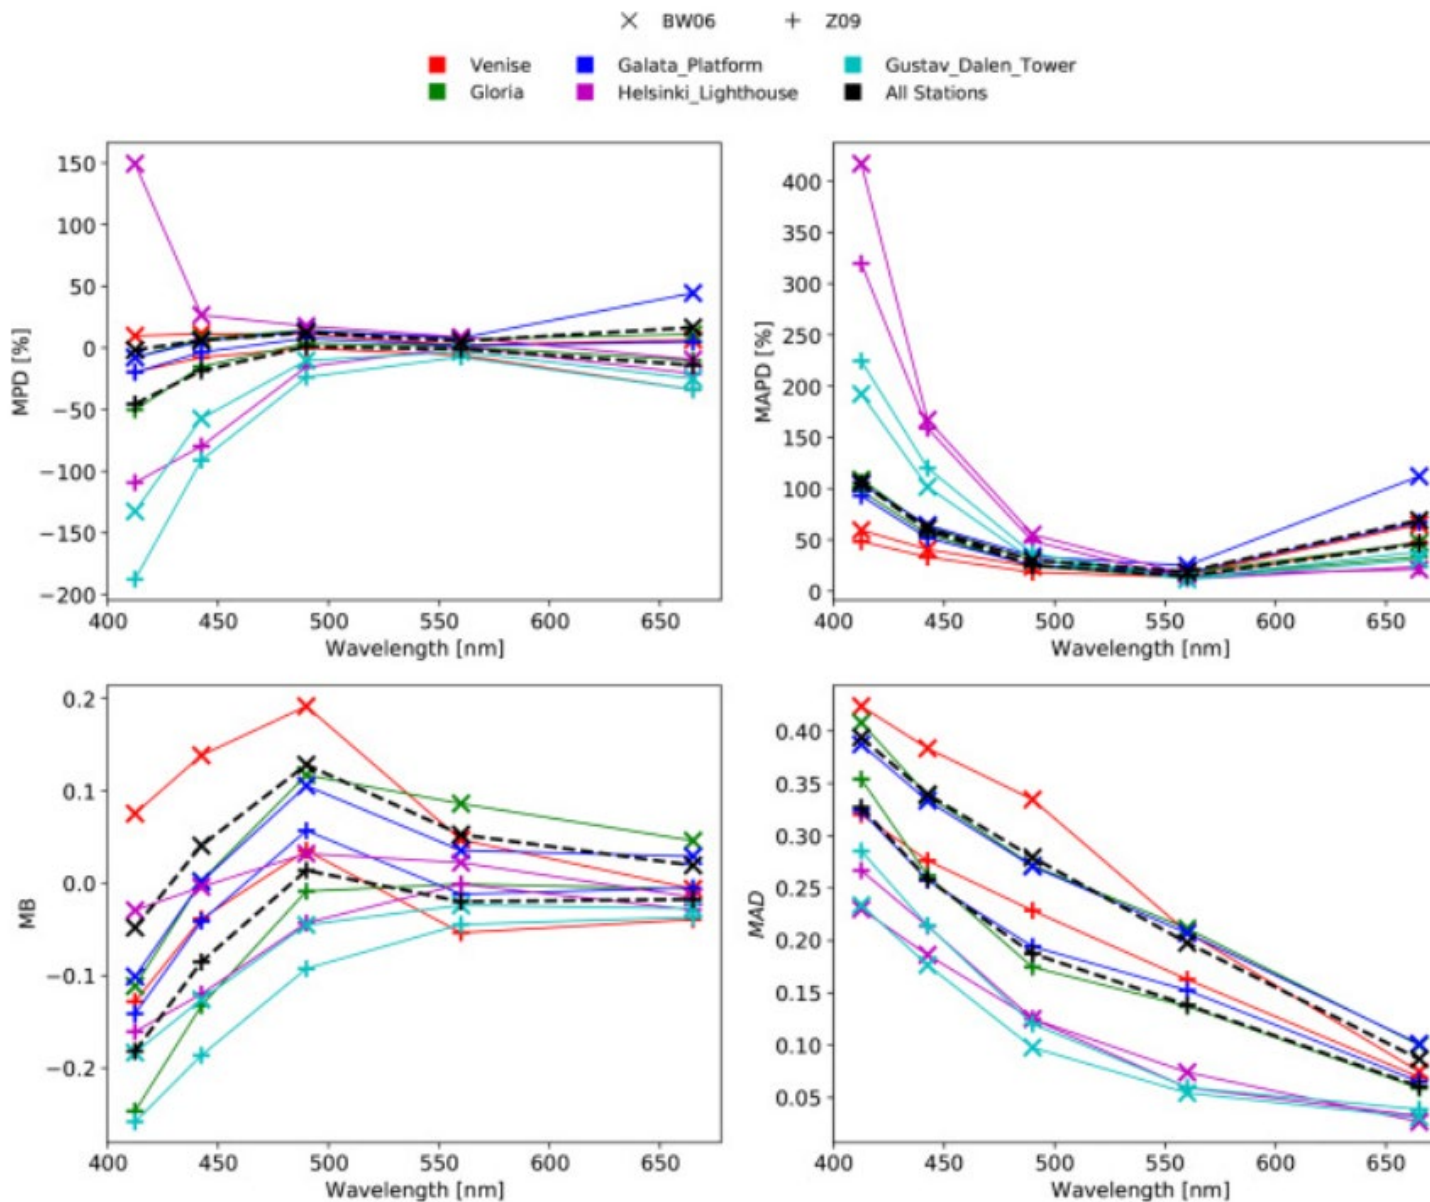 × BW06 + Z09
Venise Galata_Platform Gustav_Dalen_Tower
Gloria Helsinki_Lighthouse All Stations
150
100
50
0
−50
−100
−150
−200
MPD [%]
400 450 500 550 600 650
Wavelength [nm]
400
350
300
250
200
150
100
50
0
MAPD [%]
400 450 500 550 600 650
Wavelength [nm]
0.2
0.1
0.0
−0.1
−0.2
MB
400 450 500 550 600 650
Wavelength [nm]
0.40
0.35
0.30
0.25
0.20
0.15
0.10
0.05
MAD
400 450 500 550 600 650
Wavelength [nm]